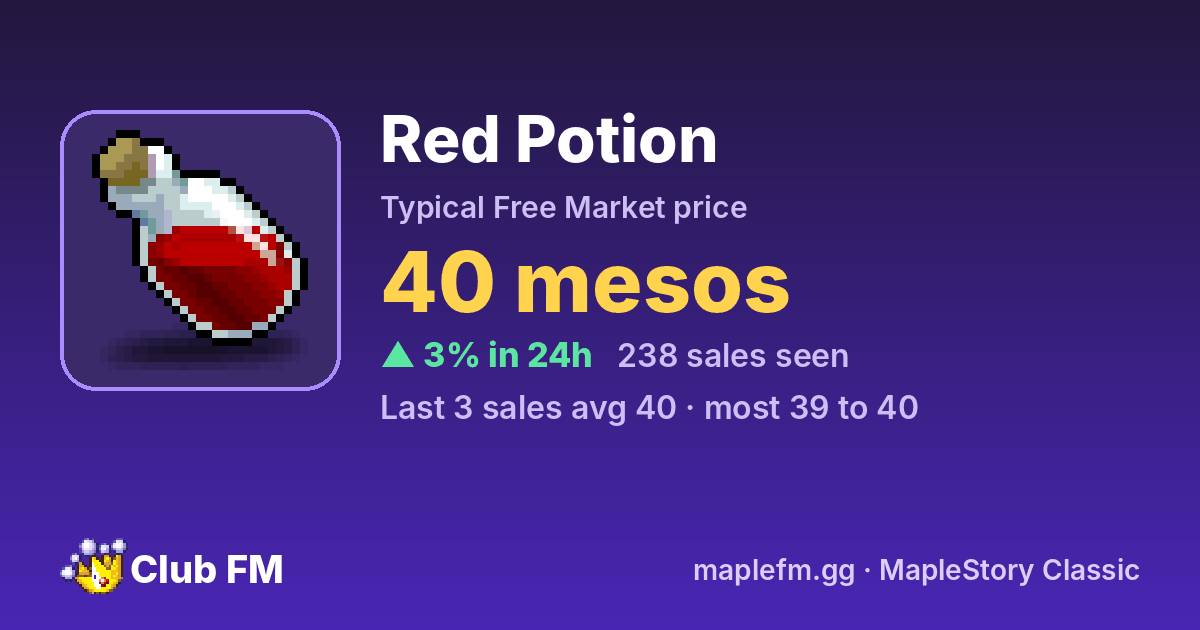 Red Potion
Typical Free Market price
40 mesos
▲ 3% in 24h 238 sales seen
Last 3 sales avg 40 · most 39 to 40
Club FM
maplefm.gg · MapleStory Classic